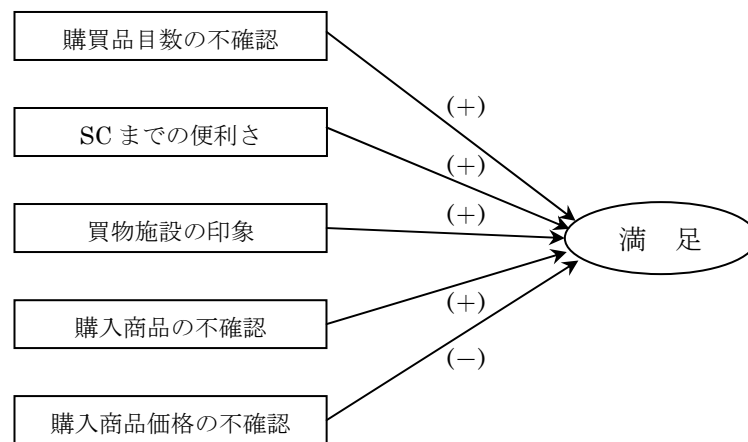 購買品目数の不確認
(+)
SC までの便利さ
(+)
買物施設の印象
(+)
満 足
購入商品の不確認
(+)
(−)
購入商品価格の不確認